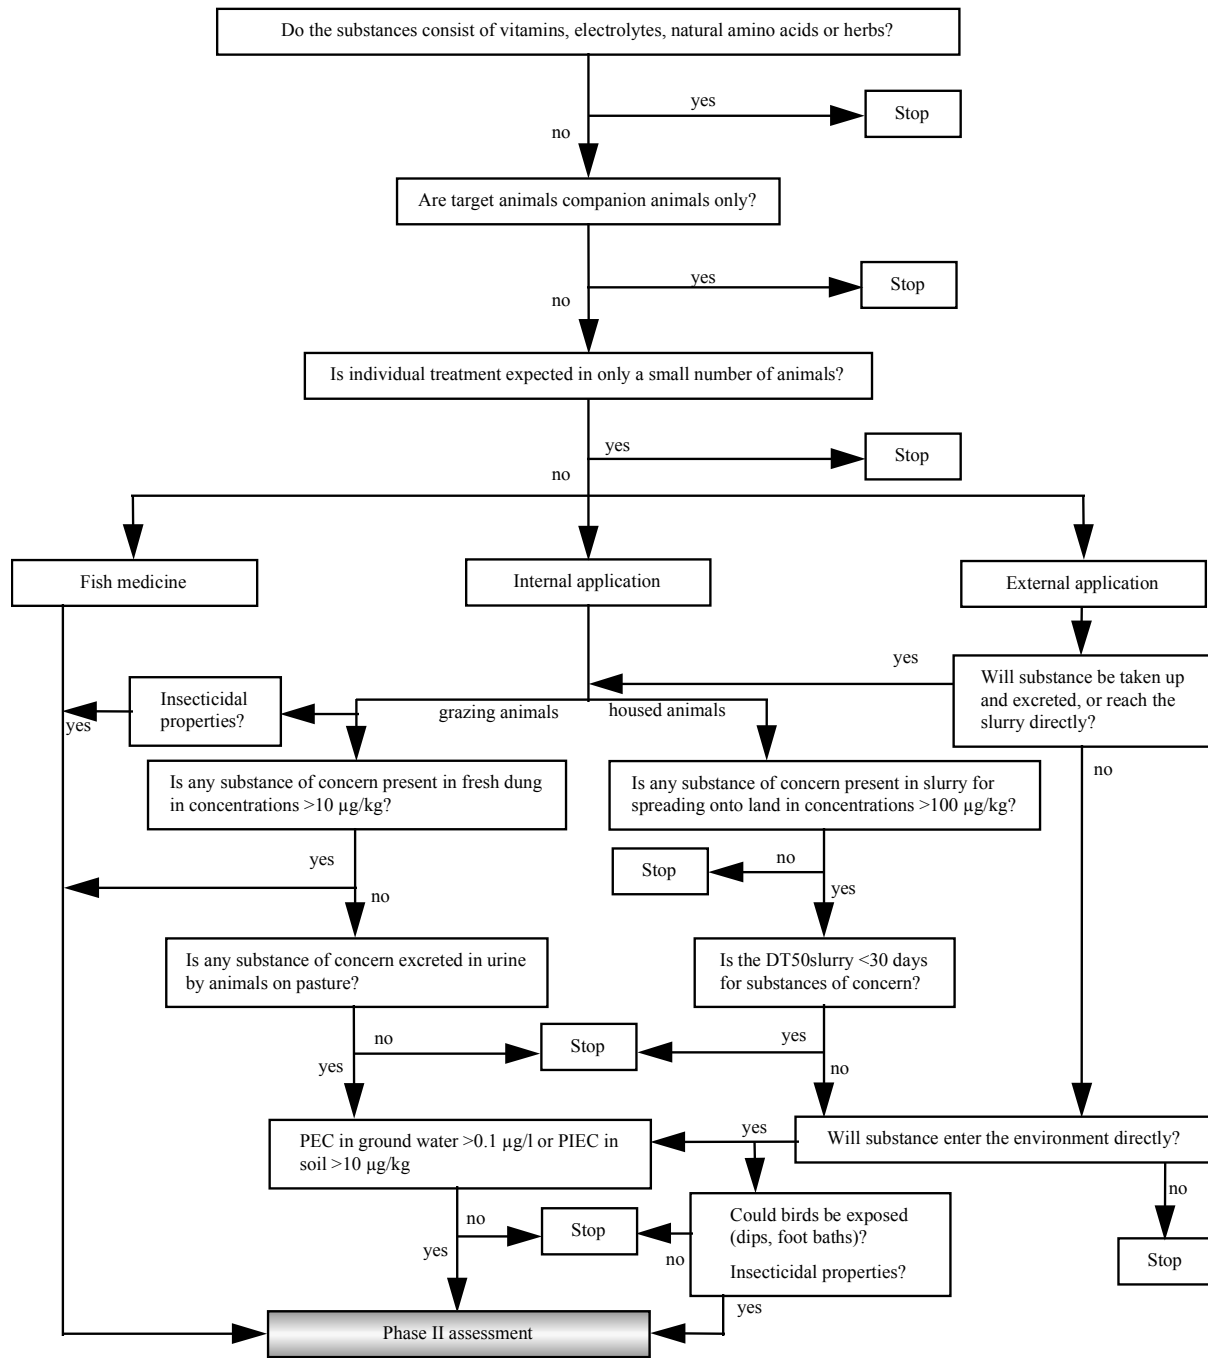 Do the substances consist of vitamins, electrolytes, natural amino acids or herbs?
yes
Stop
no
Are target animals companion animals only?
yes
Stop
no
Is individual treatment expected in only a small number of animals?
yes
Stop
no
Fish medicine
Internal application
External application
yes
Will substance be taken up
and excreted, or reach the
slurry directly?
Insecticidal
properties?
yes
grazing animals
housed animals
no
Is any substance of concern present in fresh dung
in concentrations >10 µg/kg?
Is any substance of concern present in slurry for
spreading onto land in concentrations >100 µg/kg?
yes
no
Stop
no
yes
Is any substance of concern excreted in urine
by animals on pasture?
Is the DT50slurry <30 days
for substances of concern?
no
Stop
yes
yes
no
PEC in ground water >0.1 µg/l or PIEC in
soil >10 µg/kg
yes
Will substance enter the environment directly?
no
Stop
no
Stop
yes
Could birds be exposed
(dips, foot baths)?
Insecticidal properties?
no
yes
Phase II assessment